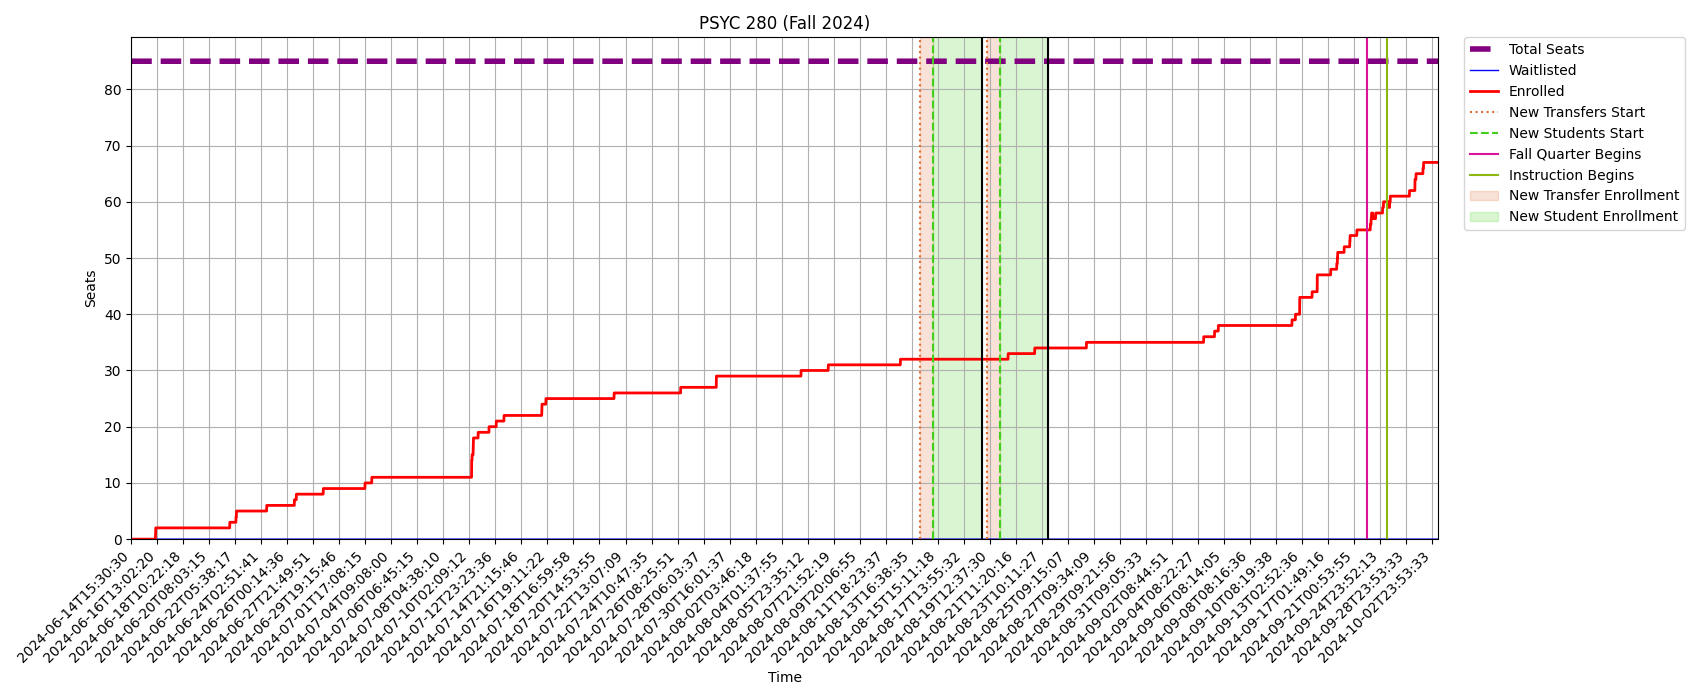 PSYC 280 (Fall 2024)
Total Seats
Waitlisted
Enrolled
New Transfers Start
New Students Start
Fall Quarter Begins
Instruction Begins
New Transfer Enrollment
New Student Enrollment
Seats
80
70
60
50
40
30
20
10
0
2024-06-14T15:30:30
2024-06-16T13:02:20
2024-06-18T10:22:18
2024-06-20T08:03:15
2024-06-22T05:38:17
2024-06-24T02:51:41
2024-06-26T00:14:36
2024-06-27T21:49:51
2024-06-29T19:15:46
2024-07-01T17:08:15
2024-07-04T09:08:00
2024-07-06T06:45:15
2024-07-08T04:38:10
2024-07-10T02:09:12
2024-07-12T23:23:36
2024-07-14T21:15:46
2024-07-16T19:11:22
2024-07-18T16:59:58
2024-07-20T14:53:55
2024-07-22T13:07:09
2024-07-24T10:47:35
2024-07-26T08:25:51
2024-07-28T06:03:37
2024-07-30T16:01:37
2024-08-02T03:46:18
2024-08-05T01:37:55
2024-08-07T23:35:12
2024-08-07T21:52:19
2024-08-09T20:06:55
2024-08-11T18:23:37
2024-08-13T16:38:35
2024-08-15T15:11:18
2024-08-17T13:55:32
2024-08-19T12:37:30
2024-08-21T11:20:16
2024-08-23T10:11:27
2024-08-25T09:15:07
2024-08-27T09:34:09
2024-08-29T09:21:56
2024-08-31T09:05:33
2024-09-02T08:44:51
2024-09-04T08:22:27
2024-09-06T08:14:05
2024-09-08T08:16:36
2024-09-10T08:19:38
2024-09-13T02:52:36
2024-09-17T01:49:16
2024-09-21T00:53:55
2024-09-24T23:52:13
2024-09-28T23:53:33
2024-10-02T23:53:33
Time